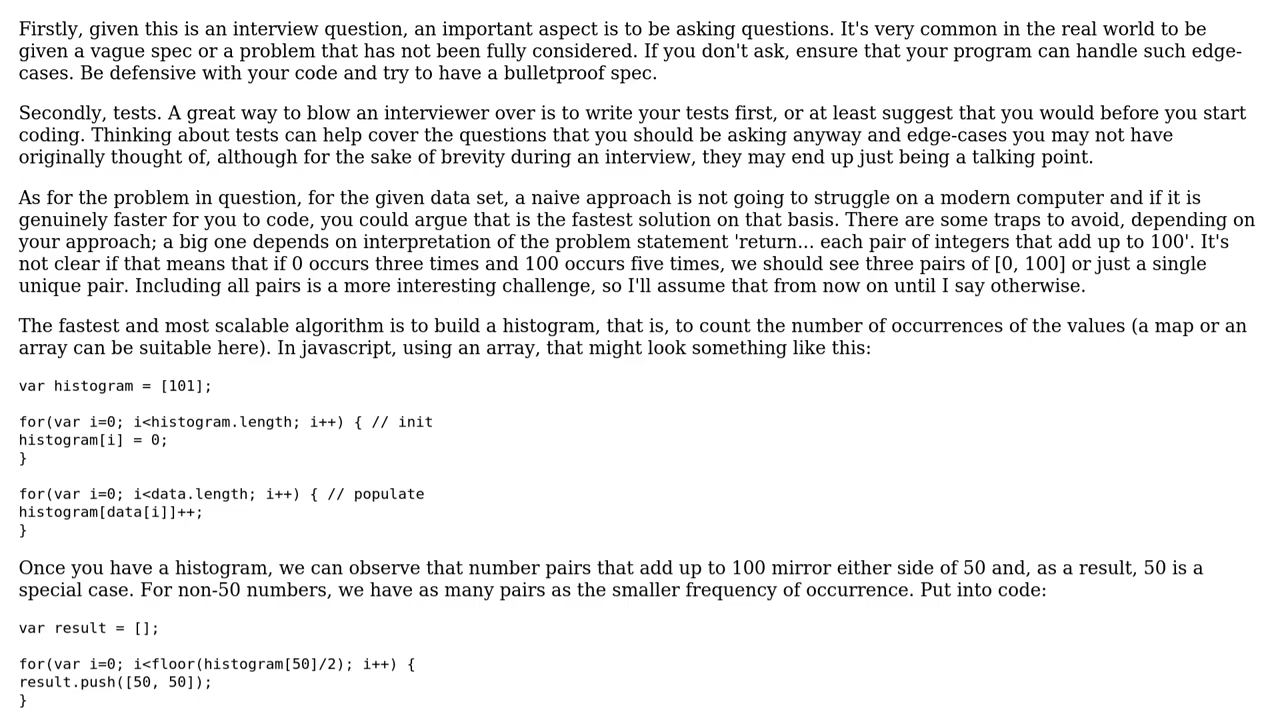 Firstly, given this is an interview question, an important aspect is to be asking questions. It's very common in the real world to be
given a vague spec or a problem that has not been fully considered. If you don't ask, ensure that your program can handle such edge-
cases. Be defensive with your code and try to have a bulletproof spec.
Secondly, tests. A great way to blow an interviewer over is to write your tests first, or at least suggest that you would before you start
coding. Thinking about tests can help cover the questions that you should be asking anyway and edge-cases you may not have
originally thought of, although for the sake of brevity during an interview, they may end up just being a talking point.
As for the problem in question, for the given data set, a naive approach is not going to struggle on a modern computer and if it is
genuinely faster for you to code, you could argue that is the fastest solution on that basis. There are some traps to avoid, depending on
your approach; a big one depends on interpretation of the problem statement 'return... each pair of integers that add up to 100'. It's
not clear if that means that if 0 occurs three times and 100 occurs five times, we should see three pairs of [0, 100] or just a single
unique pair. Including all pairs is a more interesting challenge, so I'll assume that from now on until I say otherwise.
The fastest and most scalable algorithm is to build a histogram, that is, to count the number of occurrences of the values (a map or an
array can be suitable here). In javascript, using an array, that might look something like this:
var histogram = [101];
for(var i=0; i<histogram.length; i++) { // init
histogram[i] = 0;
}
for(var i=0; i<data.length; i++) { // populate
histogram[data[i]]++;
}
Once you have a histogram, we can observe that number pairs that add up to 100 mirror either side of 50 and, as a result, 50 is a
special case. For non-50 numbers, we have as many pairs as the smaller frequency of occurrence. Put into code:
var result = [];
for(var i=0; i<floor(histogram[50]/2); i++) {
result.push([50, 50]);
}